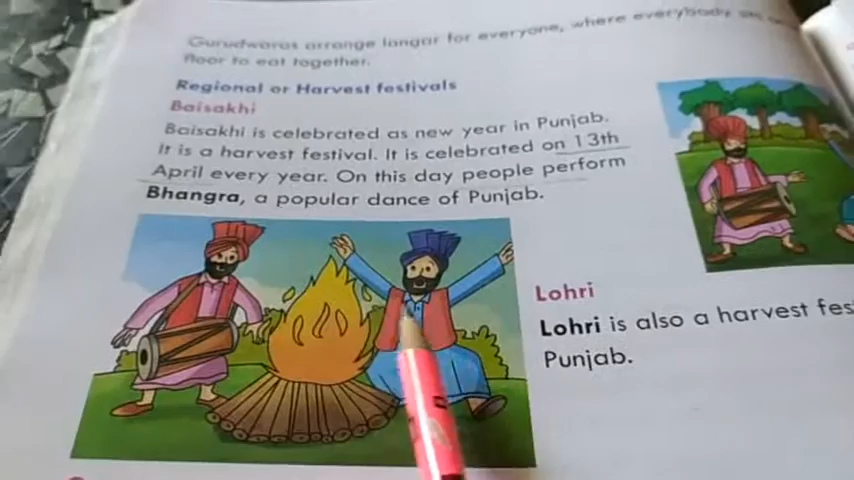 Gurudwaras arrange langar for everyone, where everybody
floor to eat together.
Regional or Harvest festivals
Baisakhi
Baisakhi is celebrated as new year in Punjab.
It is a harvest festival. It is celebrated on 13th
April every year. On this day people perform
Bhangra, a popular dance of Punjab.
Lohri
Lohri is also a harvest fes
Punjab.